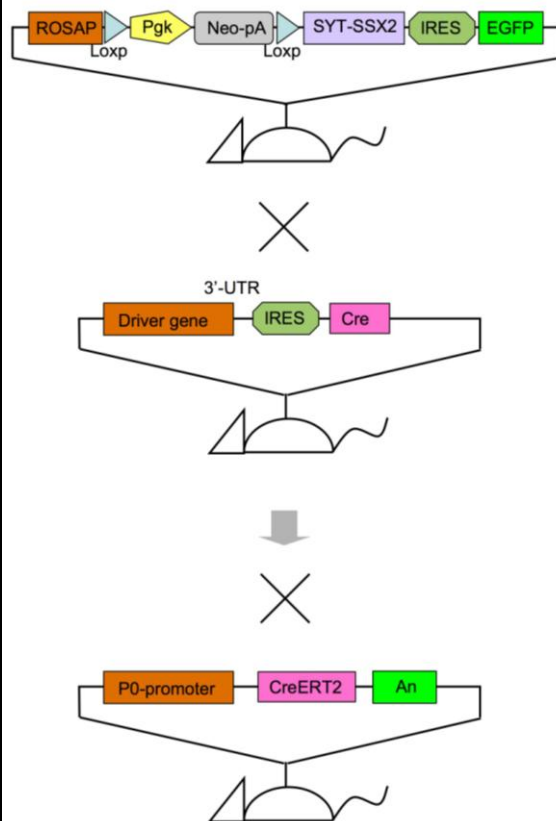 ROSAP Pgk Neo-pA SYT-SSX2 IRES EGFP
Loxp Loxp
3'-UTR
Driver gene IRES Cre
P0-promoter CreERT2 An